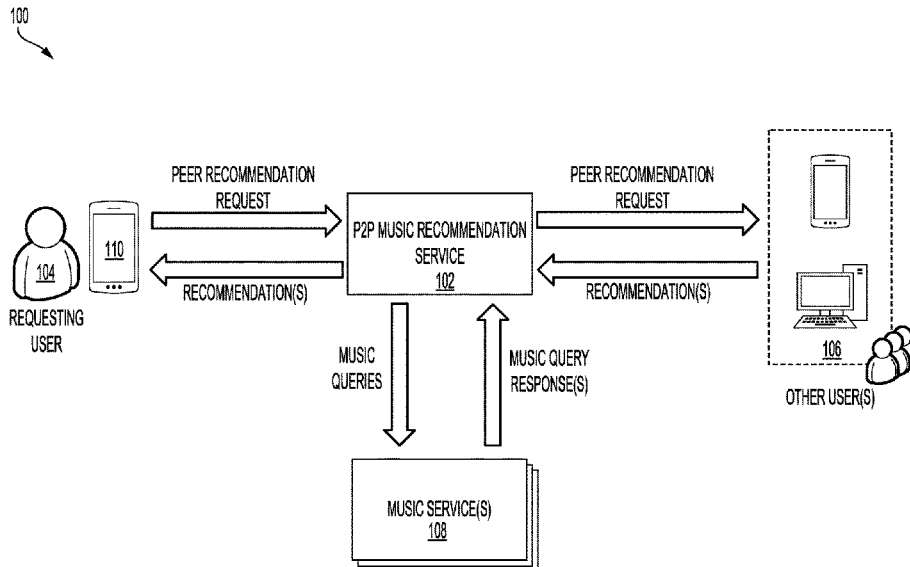 100
PEER RECOMMENDATION
REQUEST
PEER RECOMMENDATION
REQUEST
P2P MUSIC RECOMMENDATION
SERVICE
102
110
104
RECOMMENDATION(S)
RECOMMENDATION(S)
REQUESTING
USER
106
OTHER USER(S)
MUSIC
QUERIES
MUSIC QUERY
RESPONSE(S)
MUSIC SERVICE(S)
108